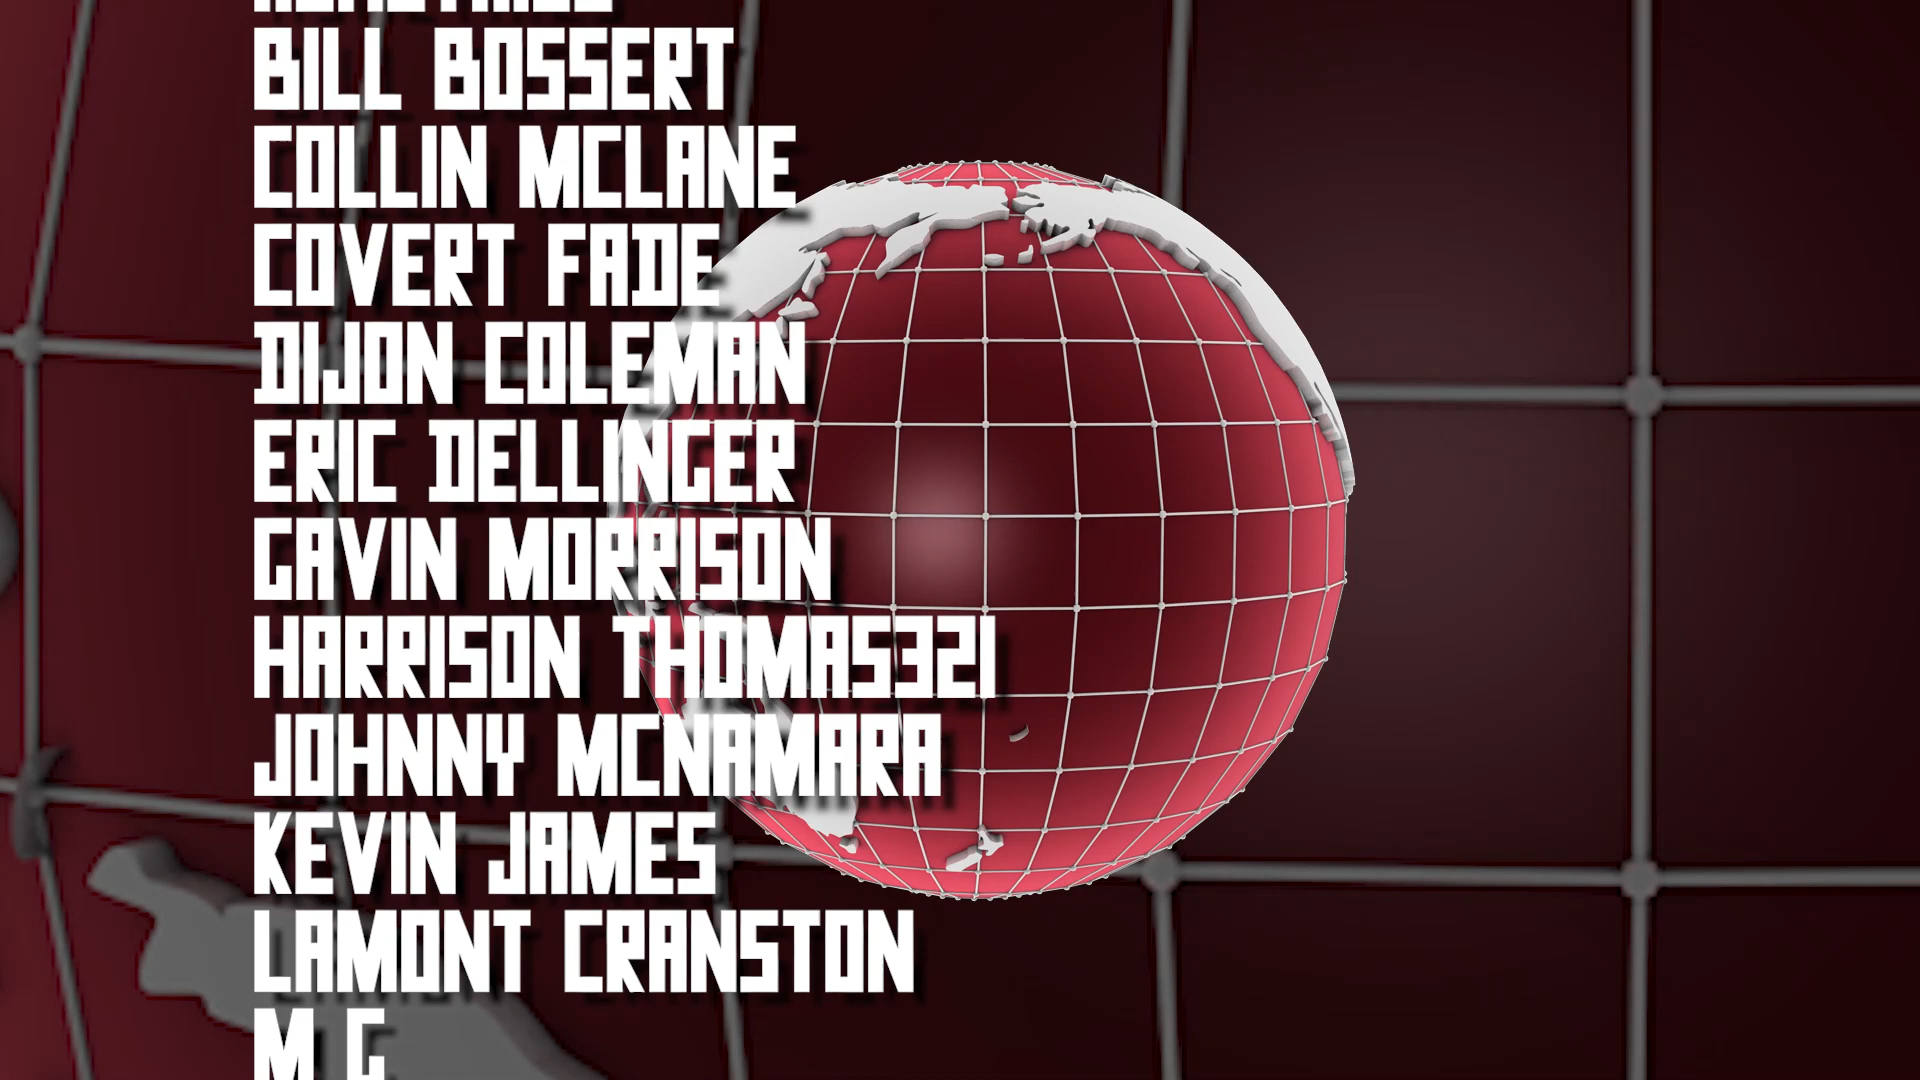 BILL BOSSERT
COLLIN MCLANE
COVERT FADE
DIJON COLEMAN
ERIC DELLINGER
GAVIN MORRISON
HARRISON THOMAS321
JOHNNY MCNAMARA
KEVIN JAMES
LAMONT CRANSTON
M G